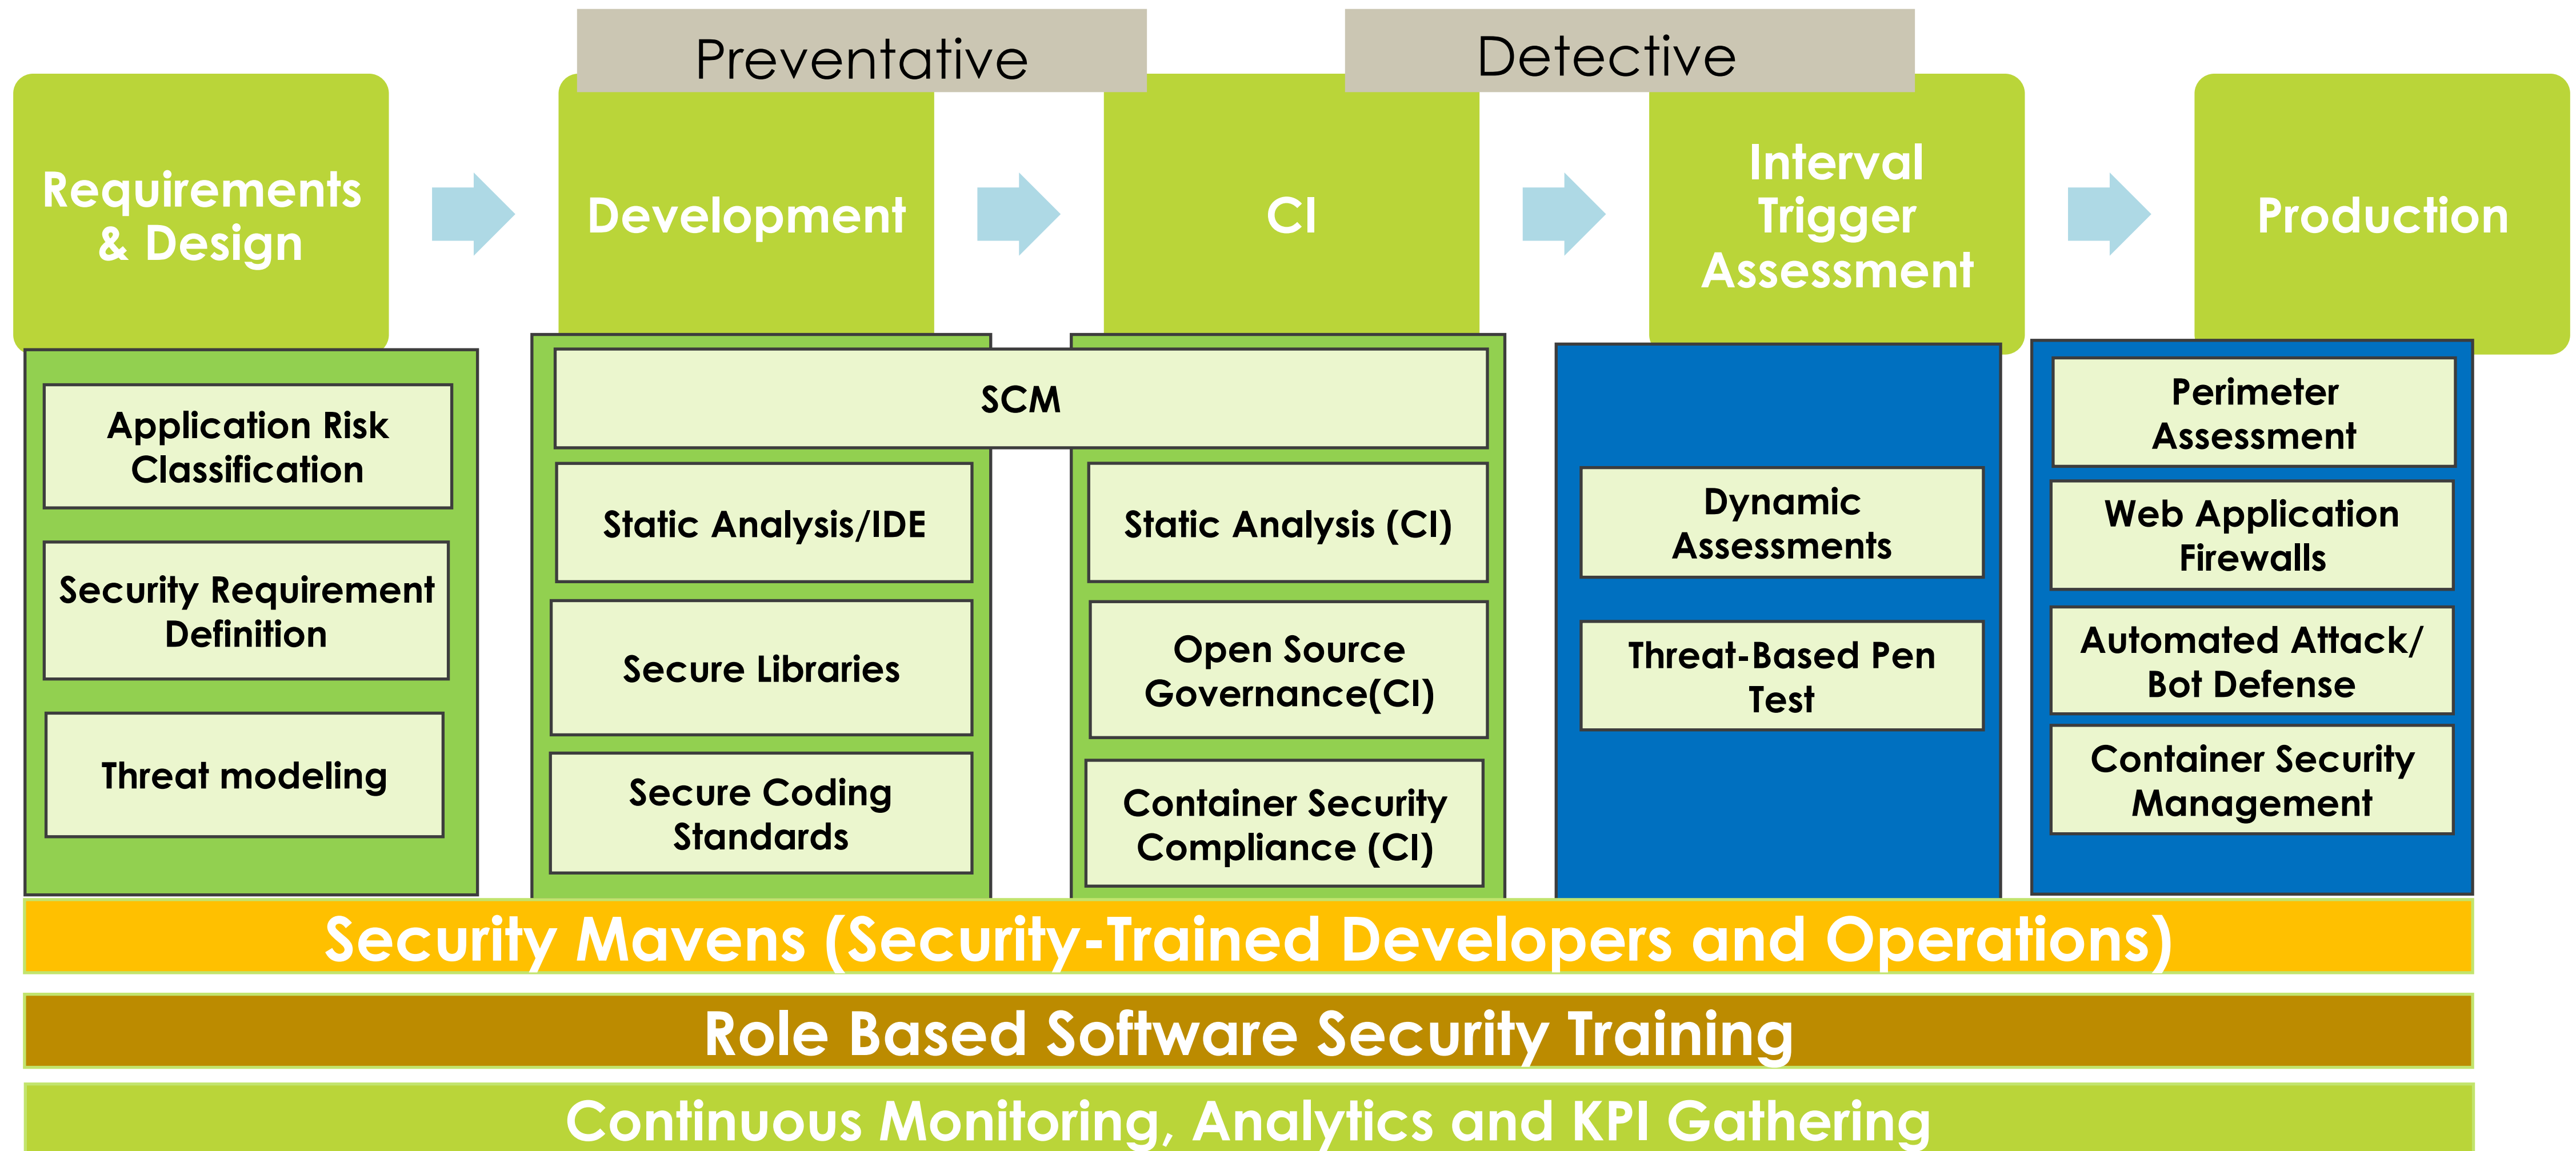 Preventative
Detective
Requirements
& Design
Development
CI
Interval
Trigger
Assessment
Production
Application Risk
Classification
Security Requirement
Definition
Threat modeling
SCM
Static Analysis/IDE
Secure Libraries
Secure Coding
Standards
Static Analysis (CI)
Open Source
Governance(CI)
Container Security
Compliance (CI)
Dynamic
Assessments
Threat-Based Pen
Test
Perimeter
Assessment
Web Application
Firewalls
Automated Attack/
Bot Defense
Container Security
Management
Security Mavens (Security-Trained Developers and Operations)
Role Based Software Security Training
Continuous Monitoring, Analytics and KPI Gathering